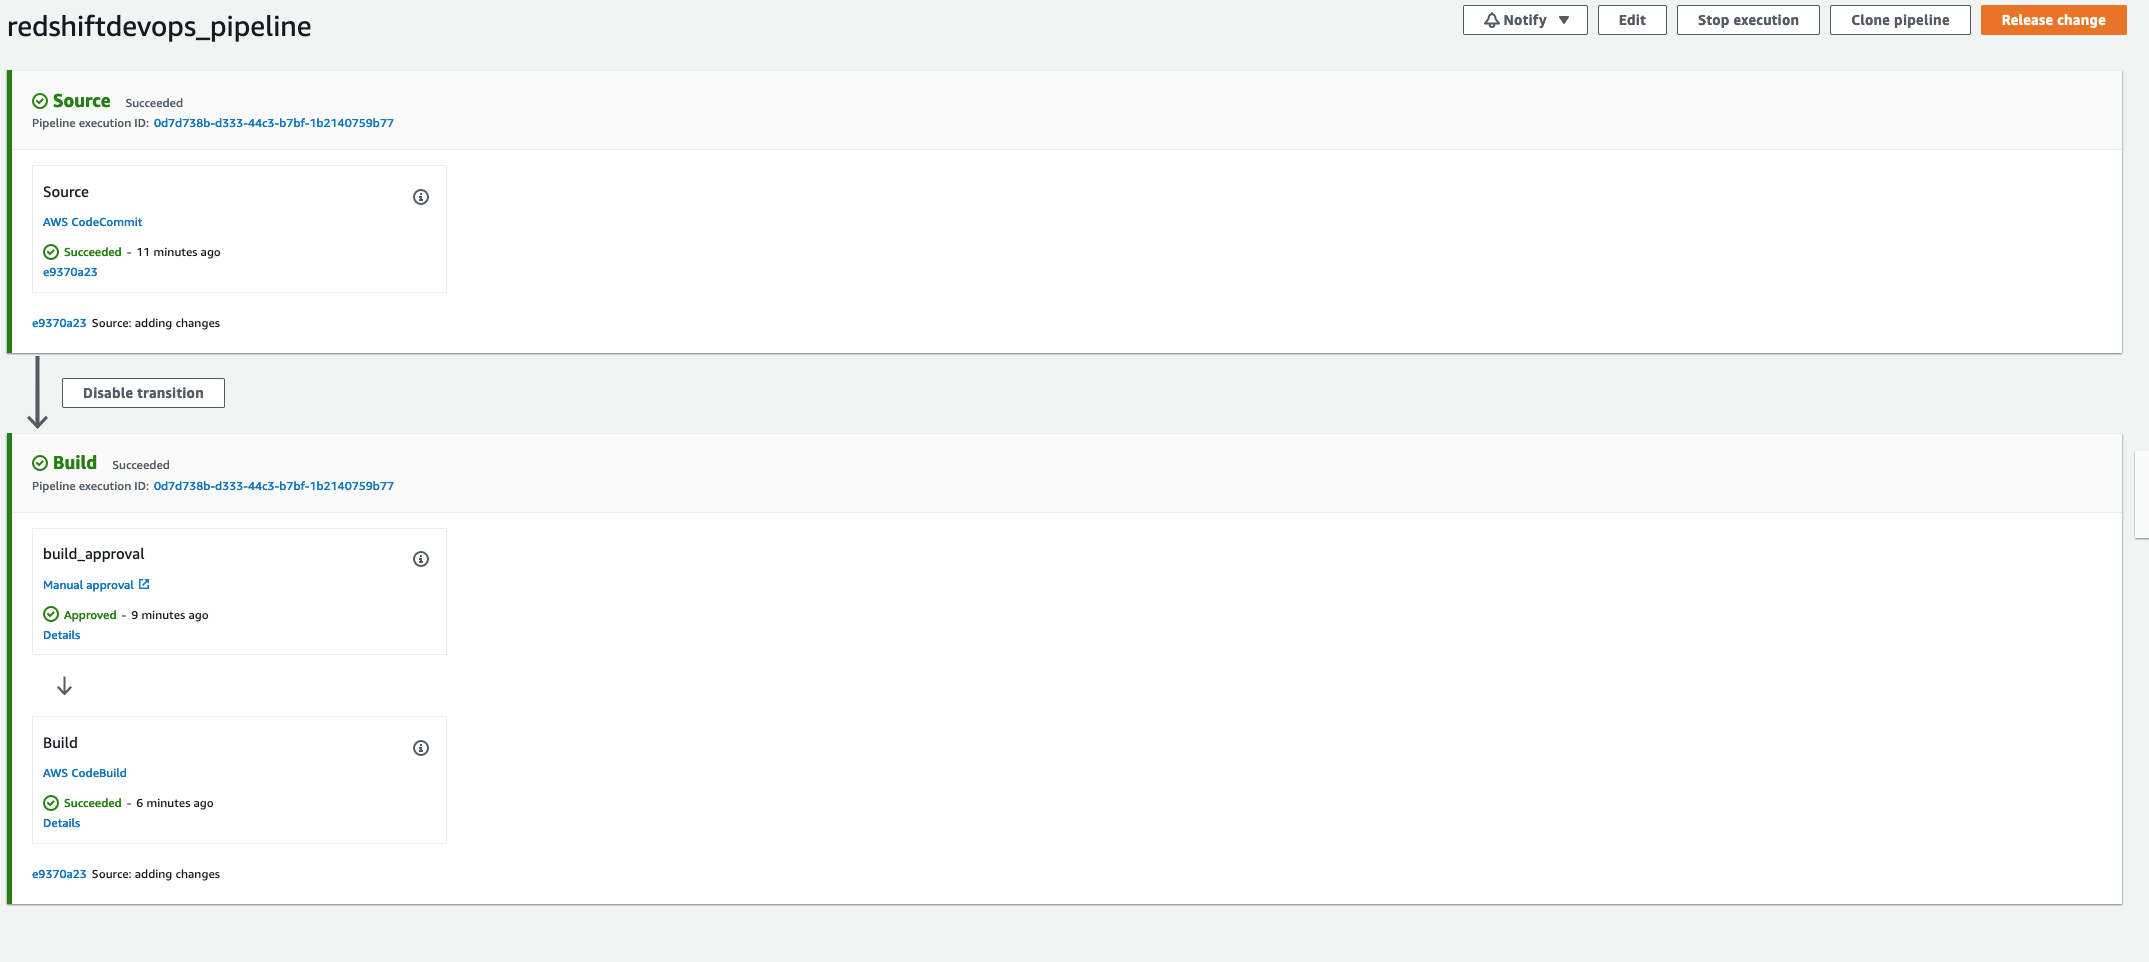 redshiftdevops_pipeline
Notify
Edit
Stop execution
Clone pipeline
Release change
Source Succeeded
Pipeline execution ID: 0d7d738b-d333-44c3-b7bf-1b2140759b77
Source
AWS CodeCommit
Succeeded - 11 minutes ago
e9370a23
e9370a23 Source: adding changes
Disable transition
Build Succeeded
Pipeline execution ID: 0d7d738b-d333-44c3-b7bf-1b2140759b77
build_approval
Manual approval
Approved - 9 minutes ago
Details
Build
AWS CodeBuild
Succeeded - 6 minutes ago
Details
e9370a23 Source: adding changes